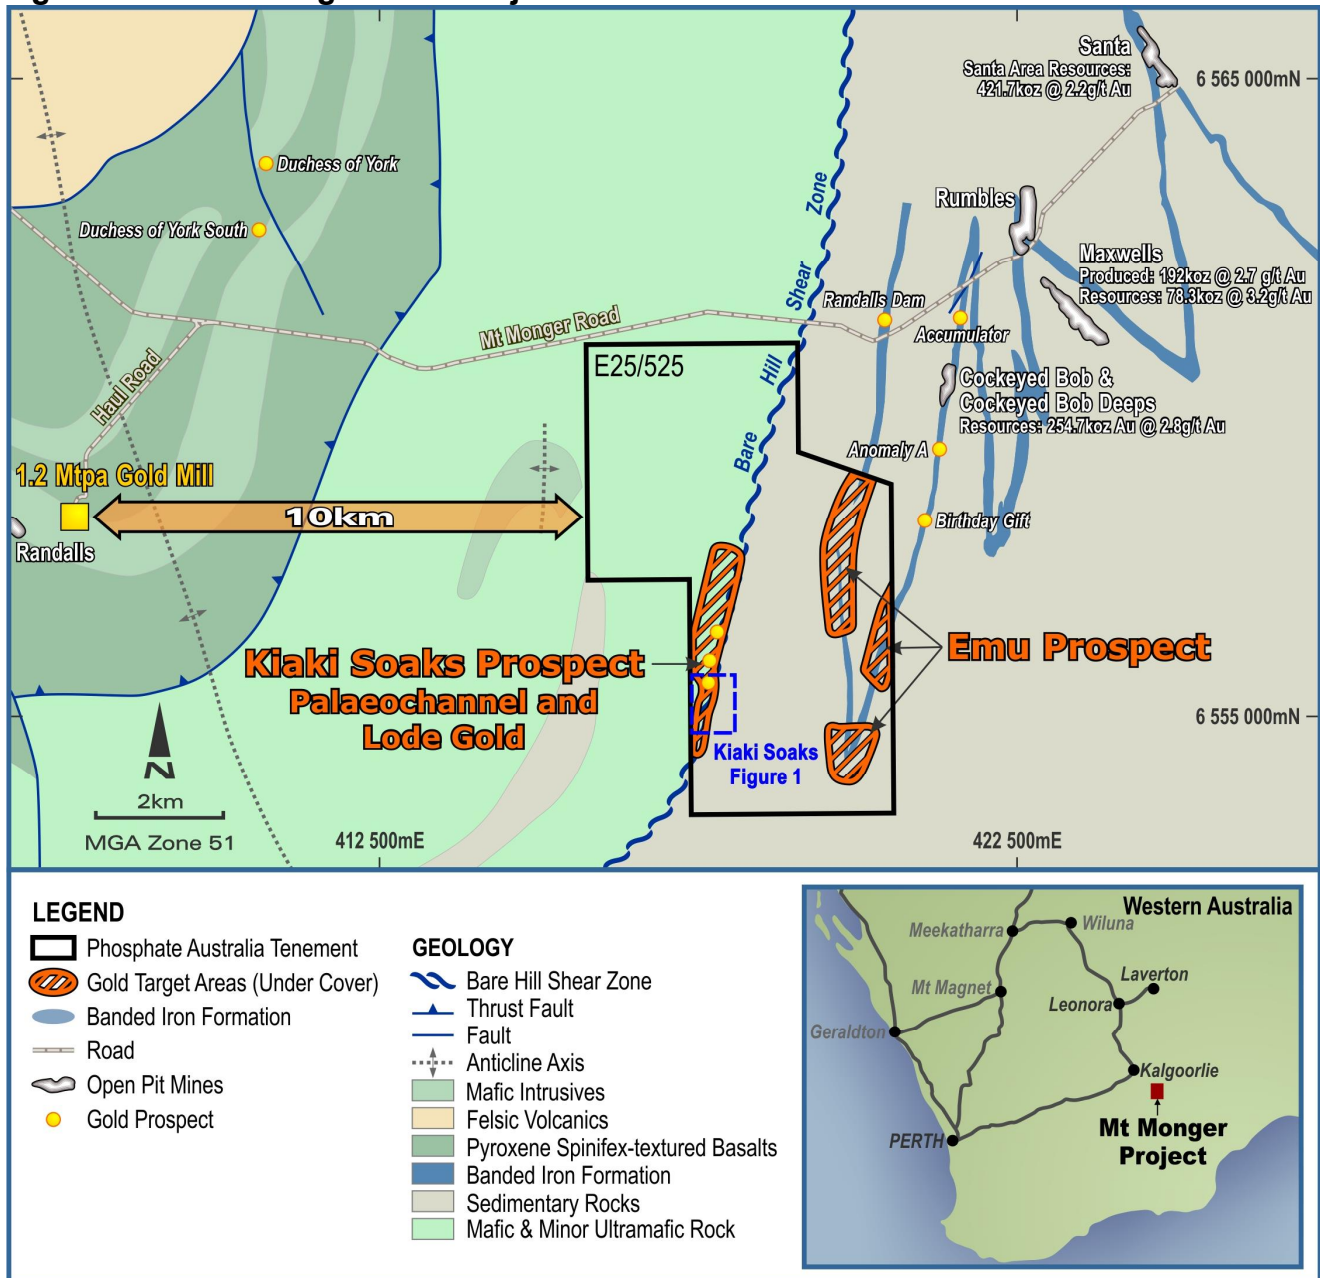 Santa
Santa Area Resources:
421.7koz @ 2.2g/t Au
6 565 000mN
Duchess of York
Duchess of York South
Zone
Shear
Hill
Bare
Rumbles
Maxwells
Produced: 192koz @ 2.7 g/t Au
Resources: 78.3koz @ 3.2g/t Au
Randalls Dam
Accumulator
Mt Monger Road
Haul Road
E25/525
Cockeyed Bob &
Cockeyed Bob Deeps
Resources: 254.7koz Au @ 2.8g/t Au
Anomaly A
Birthday Gift
1.2 Mtpa Gold Mill
10km
Randalls
Kiaki Soaks Prospect
Palaeochannel and
Lode Gold
Emu Prospect
6 555 000mN
Kiaki Soaks
Figure 1
N
2km
MGA Zone 51
412 500mE
422 500mE
LEGEND
Phosphate Australia Tenement
Gold Target Areas (Under Cover)
Banded Iron Formation
Road
Open Pit Mines
Gold Prospect
GEOLOGY
Bare Hill Shear Zone
Thrust Fault
Fault
Anticline Axis
Mafic Intrusives
Felsic Volcanics
Pyroxene Spinifex-textured Basalts
Banded Iron Formation
Sedimentary Rocks
Mafic & Minor Ultramafic Rock
Western Australia
Meekatharra
Wiluna
Mt Magnet
Laverton
Leonora
Geraldton
Kalgoorlie
PERTH
Mt Monger
Project